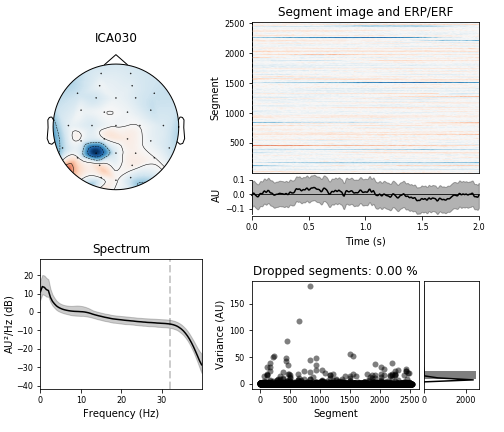 ICA030
Segment image and ERP/ERF
Segment
2500
2000
1500
1000
500
AU
0.1
0.0
−0.1
0.0 0.5 1.0 1.5 2.0
Time (s)
Spectrum
AU²/Hz (dB)
20
10
0
−10
−20
−30
−40
0 10 20 30
Frequency (Hz)
Dropped segments: 0.00 %
Variance (AU)
150
100
50
0
0 500 1000 1500 2000 2500
Segment
0 2000